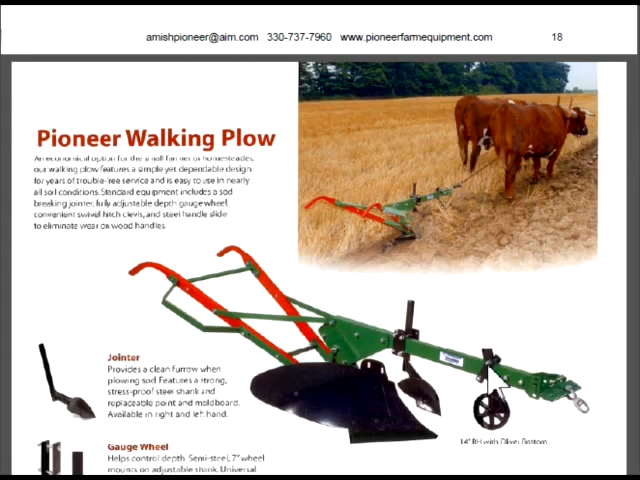 amishpioneer@aim.com 330-737-7960 www.pioneerfarmequipment.com 18
Pioneer Walking Plow
An economical option for the small farmer or homesteader,
our walking plow features a simple yet dependable design
for years of trouble-free service and is easy to use in nearly
all soil conditions. Standard equipment includes a sod
breaking jointer, fully adjustable depth gauge wheel,
convenient swivel hitch clevis, and steel handle slide
to eliminate wear on wood handles.
Jointer
Provides a clean furrow when
plowing sod. Features a strong,
stress-proof steel shank and
replaceable point and moldboard.
Available in right and left hand.
14" RH with Oliver Bottom
Gauge Wheel
Helps control depth. Semi-steel, 7" wheel
mounts on adjustable shank. Universal